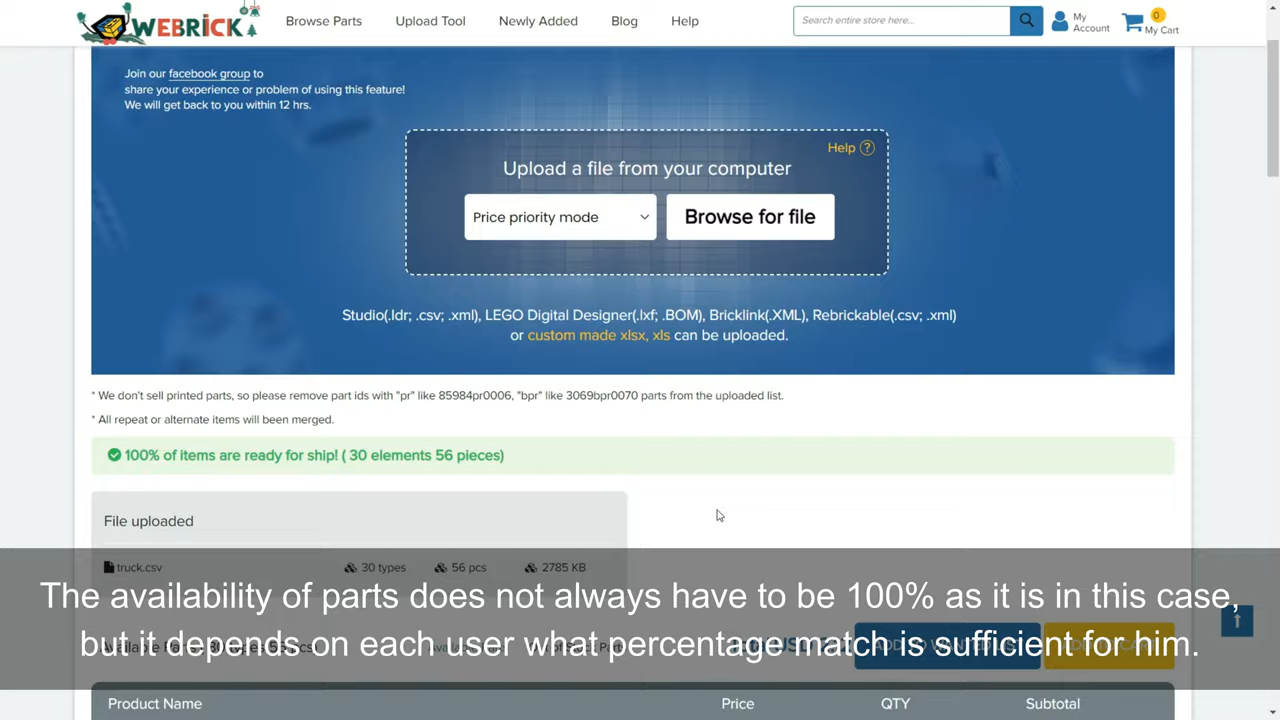 WEBRICK
Browse Parts
Upload Tool
Newly Added
Blog
Help
Search entire store here...
My
Account
0
My Cart
Join our facebook group to
share your experience or problem of using this feature!
We will get back to you within 12 hrs.
Help ?
Upload a file from your computer
Price priority mode
Browse for file
Studio(.ldr; .csv; .xml), LEGO Digital Designer(.lxf; .BOM), Bricklink(.XML), Rebrickable(.csv; .xml)
or custom made xlsx, xls can be uploaded.
* We don't sell printed parts, so please remove part ids with "pr" like 85984pr0006, "bpr" like 3069bpr0070 parts from the uploaded list.
* All repeat or alternate items will been merged.
100% of items are ready for ship! ( 30 elements 56 pieces)
File uploaded
truck.csv
30 types
56 pcs
2785 KB
The availability of parts does not always have to be 100% as it is in this case,
but it depends on each user what percentage match is sufficient for him.
Product Name
Price
QTY
Subtotal